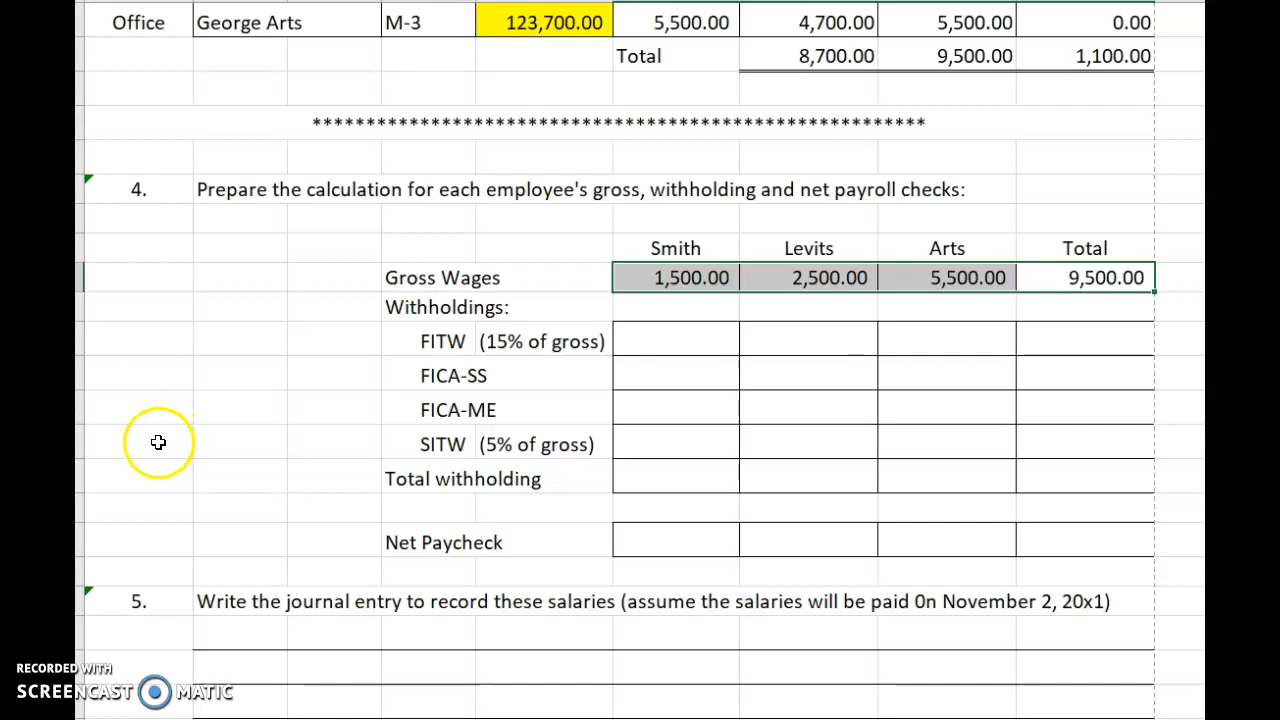 Office George Arts M-3 123,700.00 5,500.00 4,700.00 5,500.00 0.00
Total 8,700.00 9,500.00 1,100.00
********************************************************
4. Prepare the calculation for each employee's gross, withholding and net payroll checks:
Smith Levits Arts Total
Gross Wages 1,500.00 2,500.00 5,500.00 9,500.00
Withholdings:
FITW (15% of gross)
FICA-SS
FICA-ME
SITW (5% of gross)
Total withholding
Net Paycheck
5. Write the journal entry to record these salaries (assume the salaries will be paid 0n November 2, 20x1)
RECORDED WITH
SCREENCAST MATIC